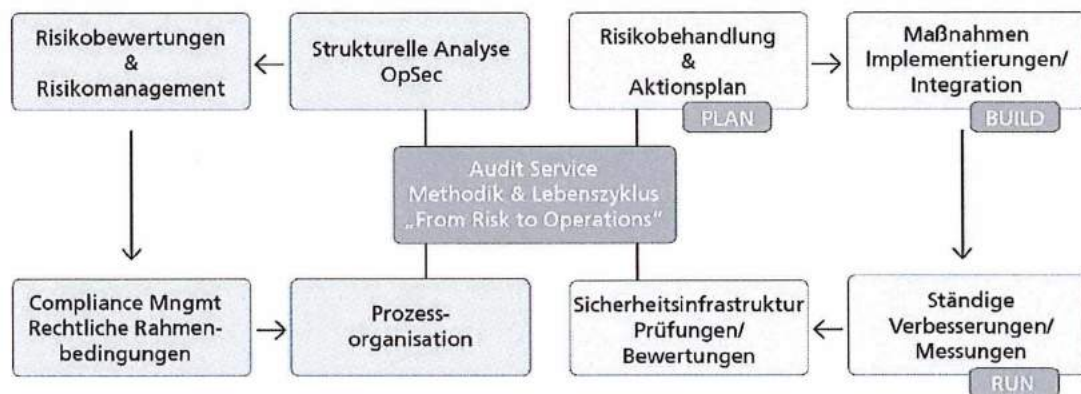 Risikobewertungen
&
Risikomanagement
Strukturelle Analyse
OpSec
Risikobehandlung
&
Aktionsplan
PLAN
Maßnahmen
Implementierungen/
Integration
BUILD
Audit Service
Methodik & Lebenszyklus
„From Risk to Operations"
Compliance Mngmt
Rechtliche Rahmen-
bedingungen
Prozess-
organisation
Sicherheitsinfrastruktur
Prüfungen/
Bewertungen
Ständige
Verbesserungen/
Messungen
RUN